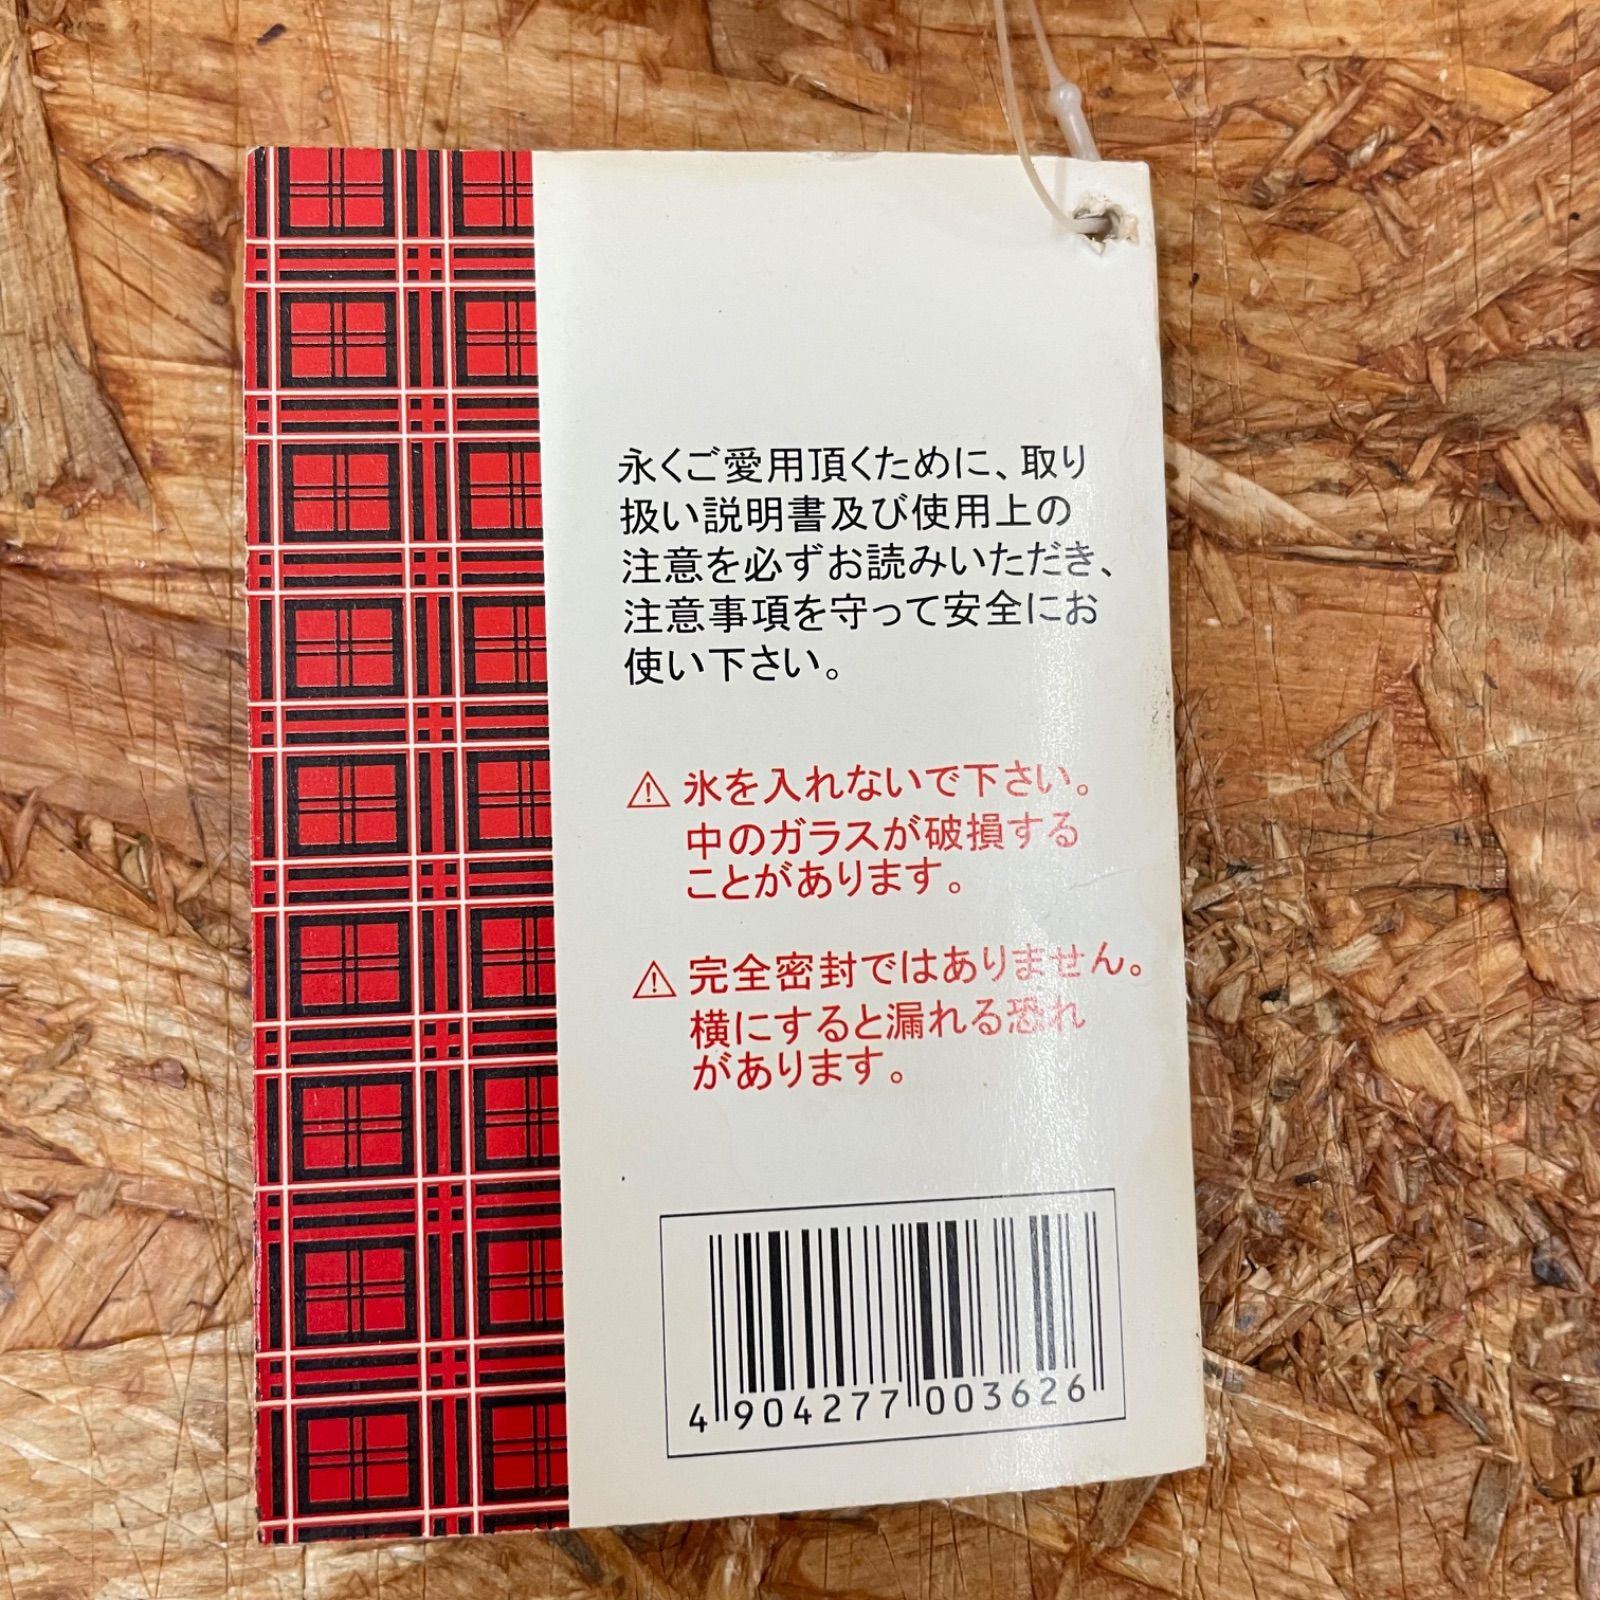 永くご愛用頂くために、取り
扱い説明書及び使用上の
注意を必ずお読みいただき、
注意事項を守って安全にお
使い下さい。
⚠ 氷を入れないで下さい。
中のガラスが破損する
ことがあります。
⚠ 完全密封ではありません。
横にすると漏れる恐れ
があります。
4 904277 003626